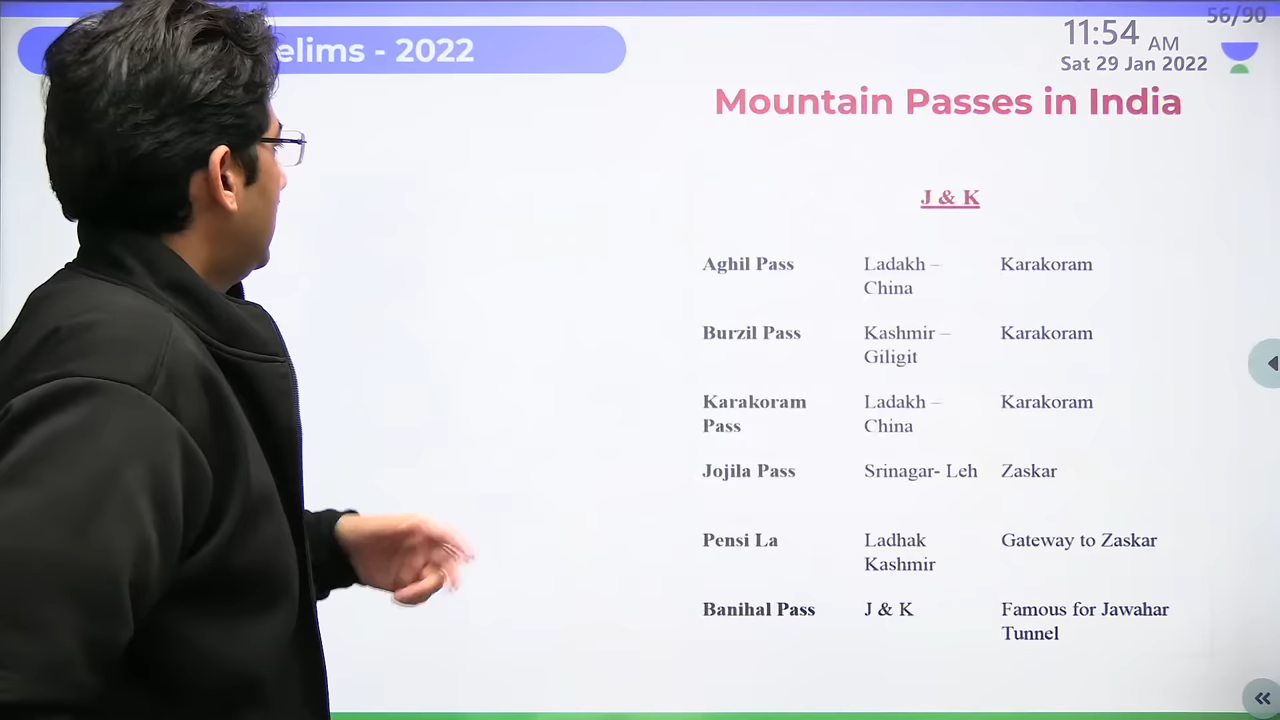 56/90
elims - 2022
11:54 AM
Sat 29 Jan 2022
Mountain Passes in India
J & K
Aghil Pass Ladakh – Karakoram
China
Burzil Pass Kashmir – Karakoram
Giligit
Karakoram Ladakh – Karakoram
Pass China
Jojila Pass Srinagar- Leh Zaskar
Pensi La Ladhak Gateway to Zaskar
Kashmir
Banihal Pass J & K Famous for Jawahar
Tunnel